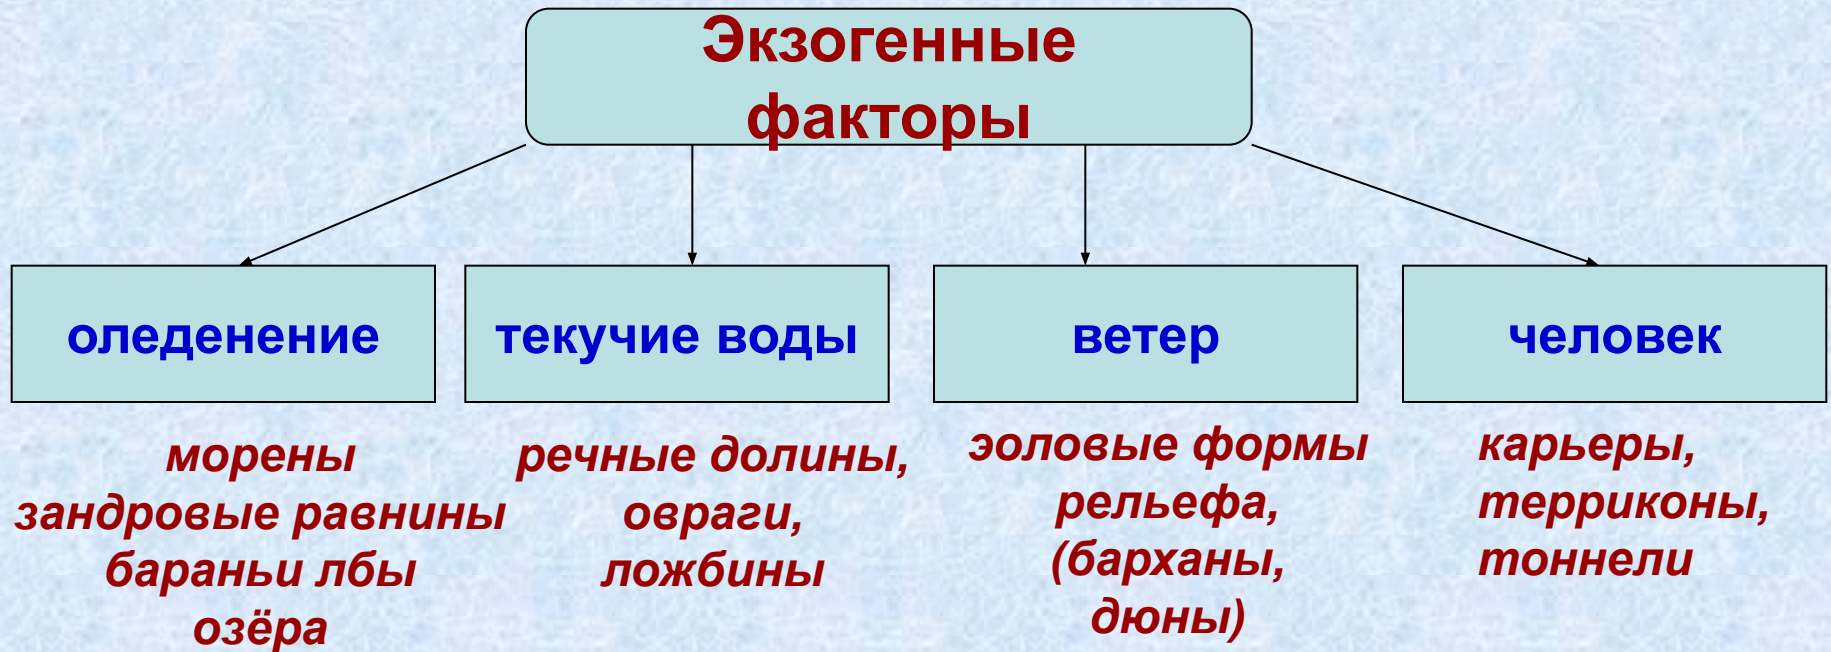 Экзогенные
факторы
оледенение
текучие воды
ветер
человек
морены
зандровые равнины
бараньи лбы
озёра
речные долины,
овраги,
ложбины
эоловые формы
рельефа,
(барханы,
дюны)
карьеры,
терриконы,
тоннели